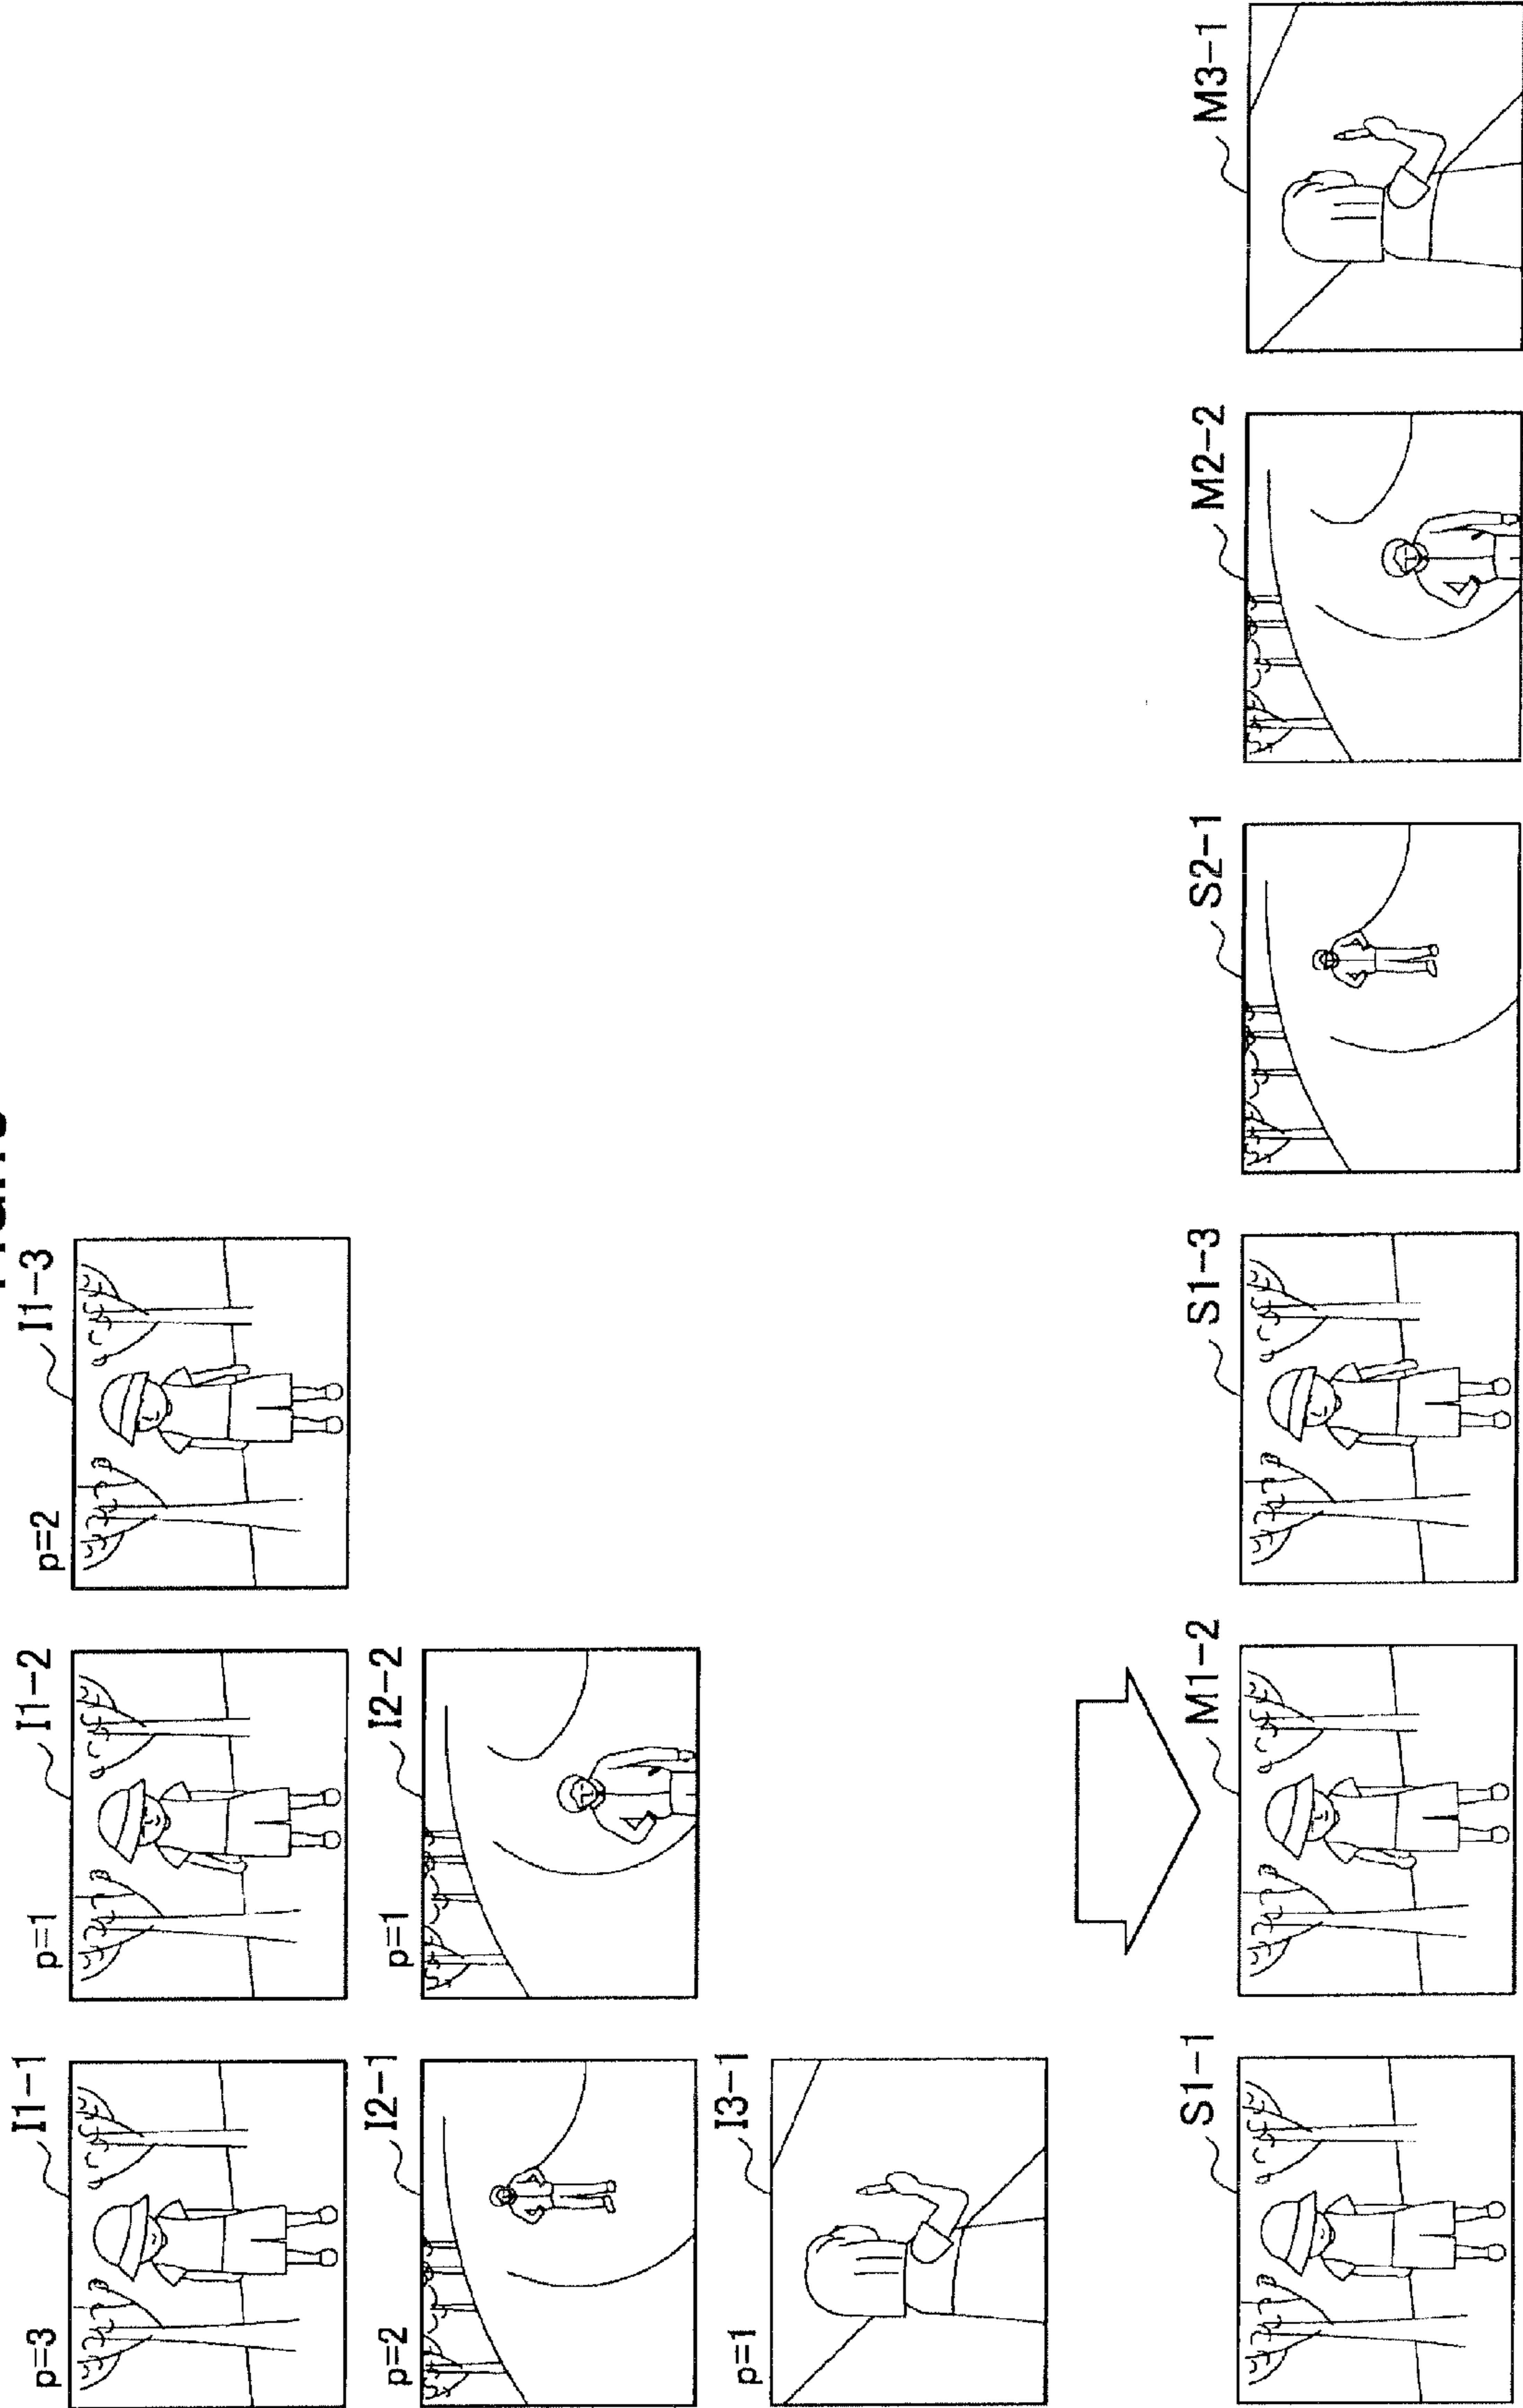 p=3 I1-1
p=1 I1-2
p=2 I1-3
p=2 I2-1
p=1 I2-2
p=1 I3-1
S1-1
M1-2
S1-3
S2-1
M2-2
M3-1